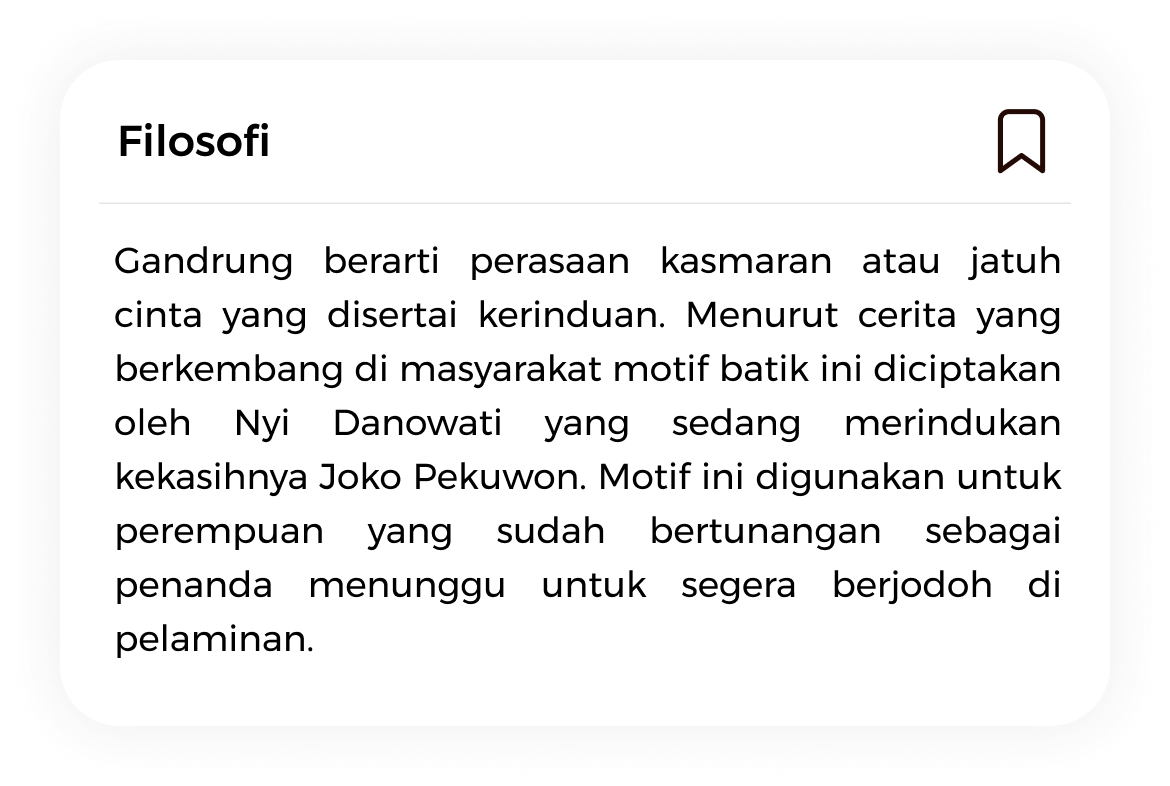 Filosofi
Gandrung berarti perasaan kasmaran atau jatuh
cinta yang disertai kerinduan. Menurut cerita yang
berkembang di masyarakat motif batik ini diciptakan
oleh Nyi Danowati yang sedang merindukan
kekasihnya Joko Pekuwon. Motif ini digunakan untuk
perempuan yang sudah bertunangan sebagai
penanda menunggu untuk segera berjodoh di
pelaminan.